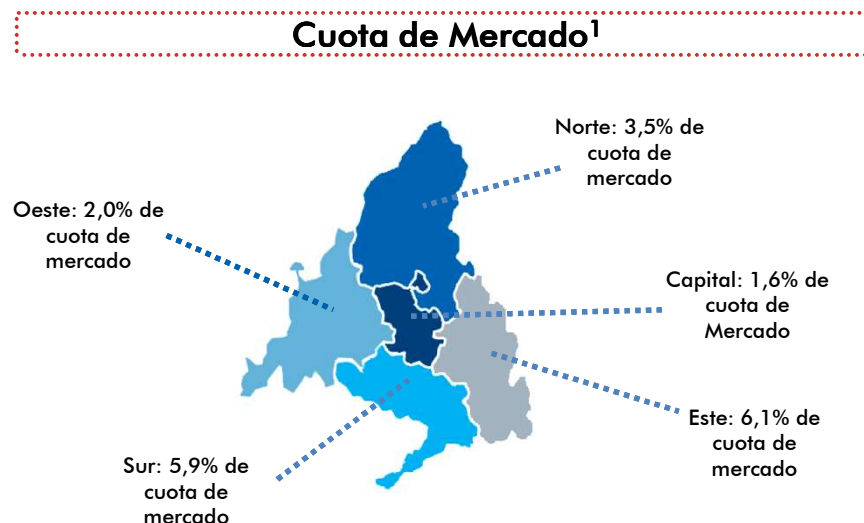 Cuota de Mercado¹
Norte: 3,5% de
cuota de
mercado
Oeste: 2,0% de
cuota de
mercado
Capital: 1,6% de
cuota de
Mercado
Este: 6,1% de
cuota de
mercado
Sur: 5,9% de
cuota de
mercado